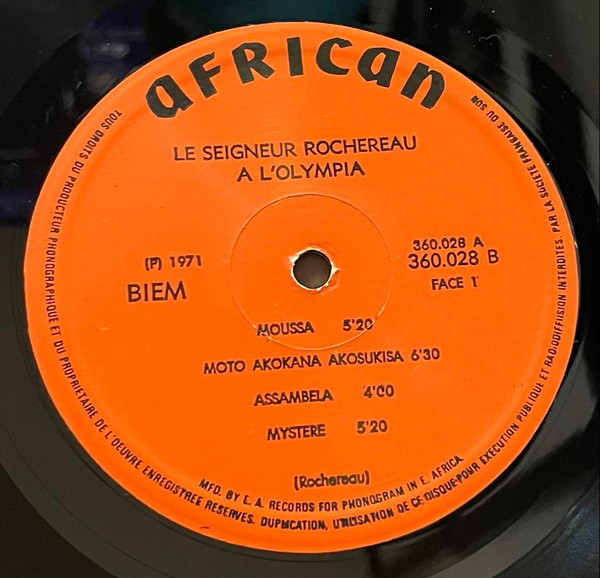 aFRICan
LE SEIGNEUR ROCHEREAU
A L'OLYMPIA
(P) 1971
BIEM
360.028 A
360.028 B
FACE 1
MOUSSA 5'20
MOTO AKOKANA AKOSUKISA 6'30
ASSAMBELA 4'00
MYSTERE 5'20
(Rochereau)
MFD. BY E. A. RECORDS FOR PHONOGRAM IN E. AFRICA.
TOUS DROITS DU PRODUCTEUR PHONOGRAPHIQUE ET DU PROPRIETAIRE DE L'OEUVRE ENREGISTREE RESERVES. DUPLICATION, UTILISATION DE CE DISQUE POUR EXECUTION PUBLIQUE ET RADIODIFFUSION INTERDITES. PAR LA SOCIETE FRANÇAISE DU SON